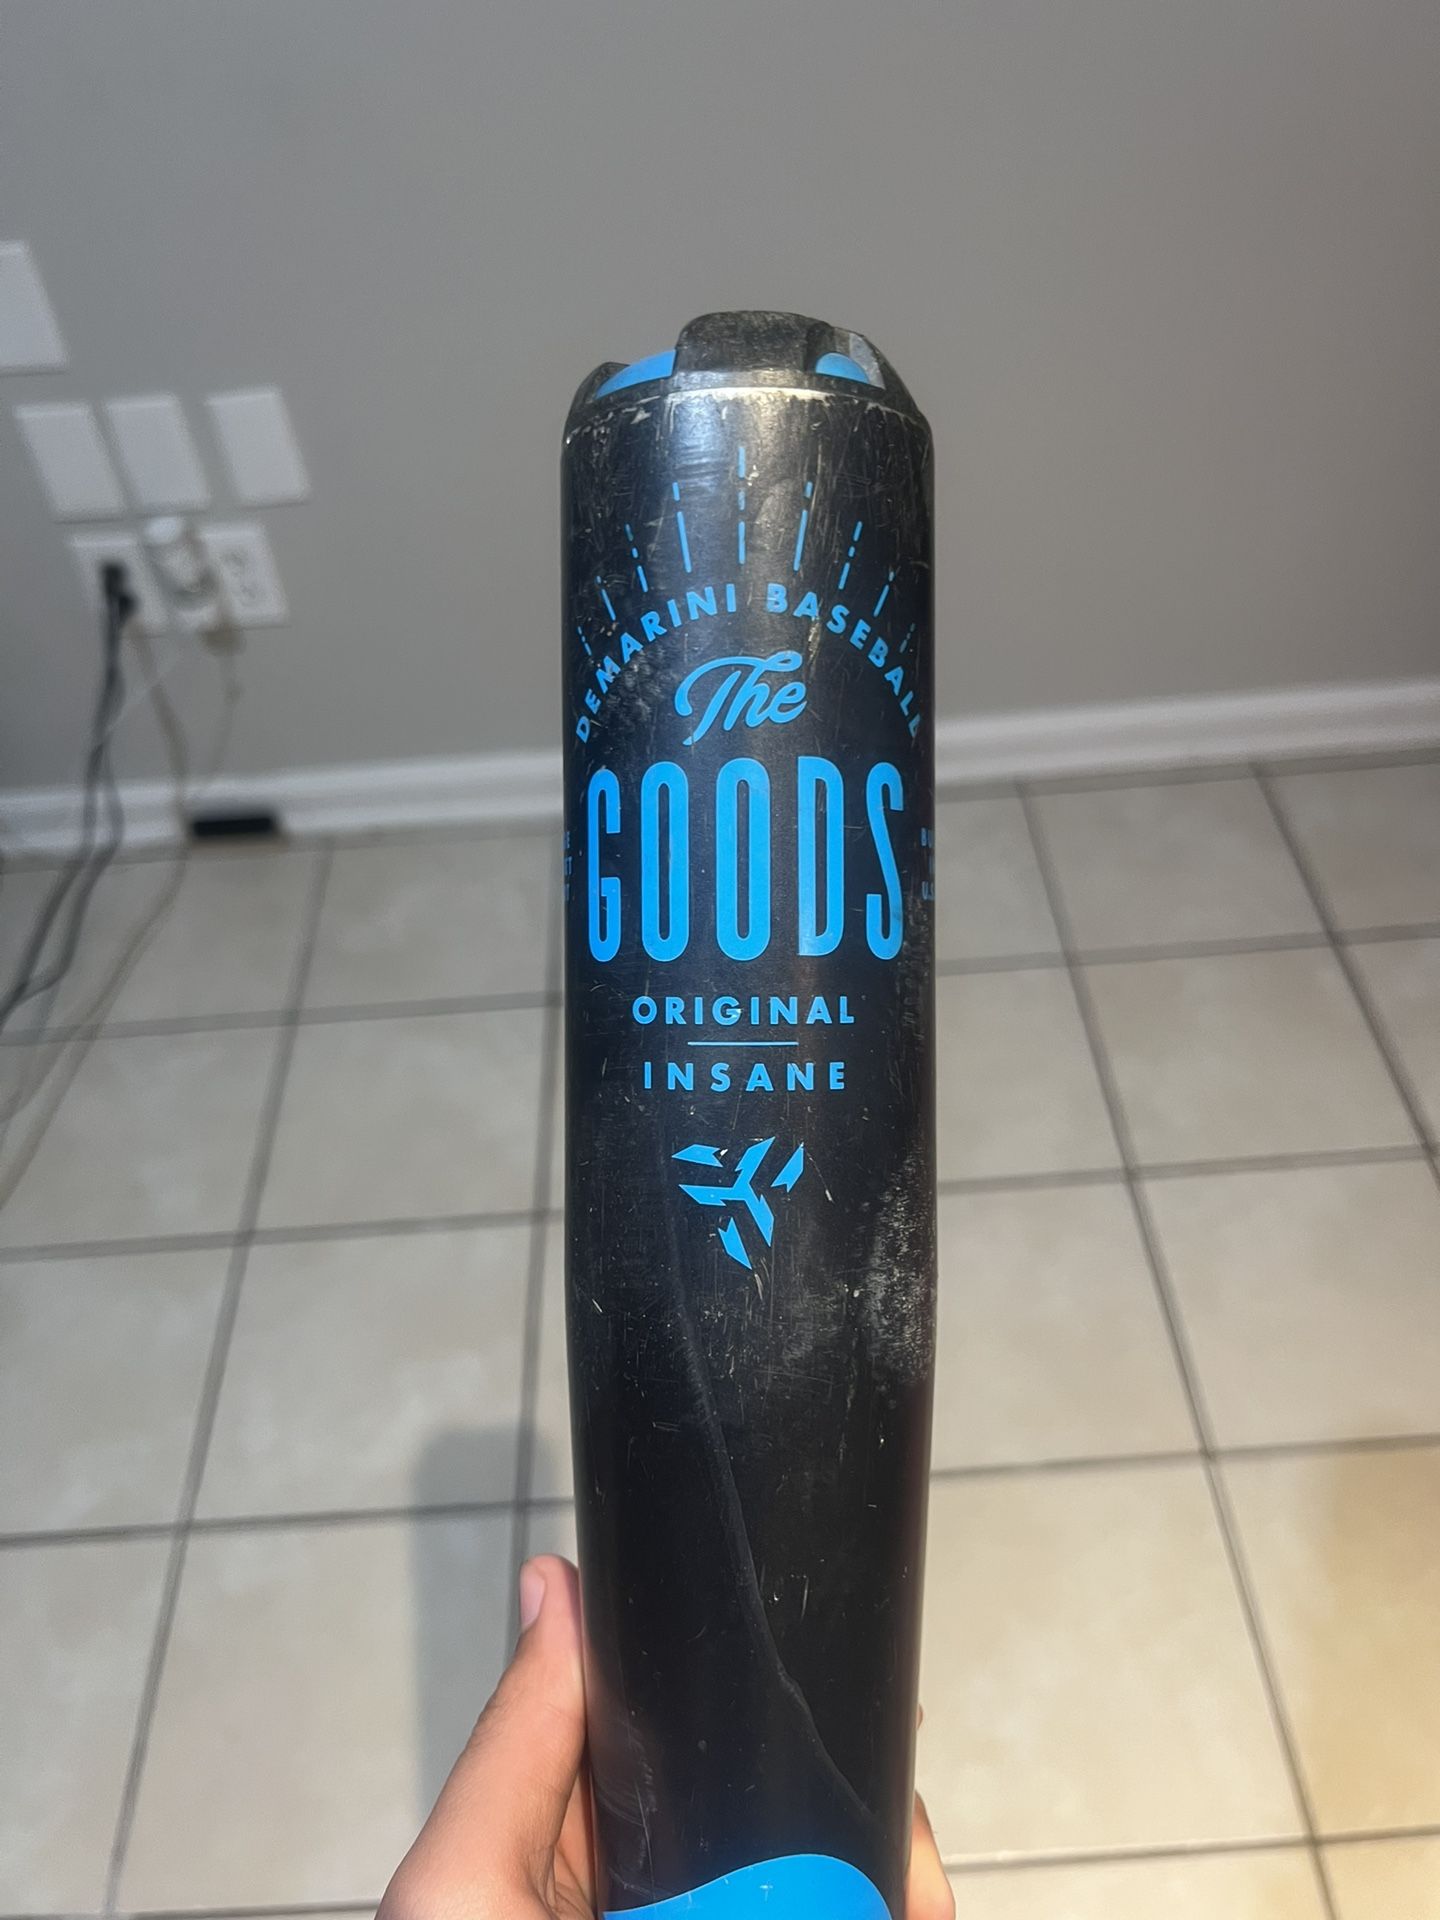 DEMARINI BASEBALL
The
GOODS
ORIGINAL
INSANE